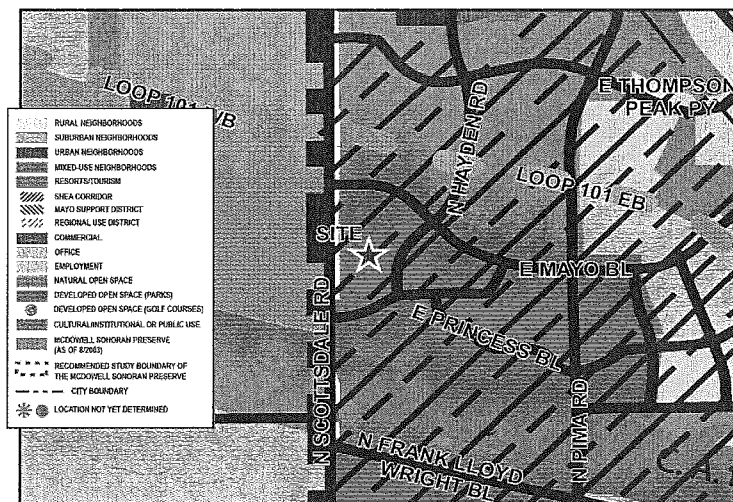 LOOP 101 WB
E THOMPSON
PEAK PY
N HAYDEN RD
LOOP 101 EB
SITE
E MAYO BL
N SCOTTSDALE RD
E PRINCESS BL
N PIMA RD
N FRANK LLOYD
WRIGHT BL
C.A.
RURAL NEIGHBORHOODS
SUBURBAN NEIGHBORHOODS
URBAN NEIGHBORHOODS
MIXED-USE NEIGHBORHOODS
RESORTS/TOURISM
SHEA CORRIDOR
MAYO SUPPORT DISTRICT
REGIONAL USE DISTRICT
COMMERCIAL
OFFICE
EMPLOYMENT
NATURAL OPEN SPACE
DEVELOPED OPEN SPACE (PARKS)
DEVELOPED OPEN SPACE (GOLF COURSES)
CULTURAL/INSTITUTIONAL OR PUBLIC USE
MCDOWELL SONORAN PRESERVE
(AS OF 8/2003)
RECOMMENDED STUDY BOUNDARY OF
THE MCDOWELL SONORAN PRESERVE
CITY BOUNDARY
LOCATION NOT YET DETERMINED